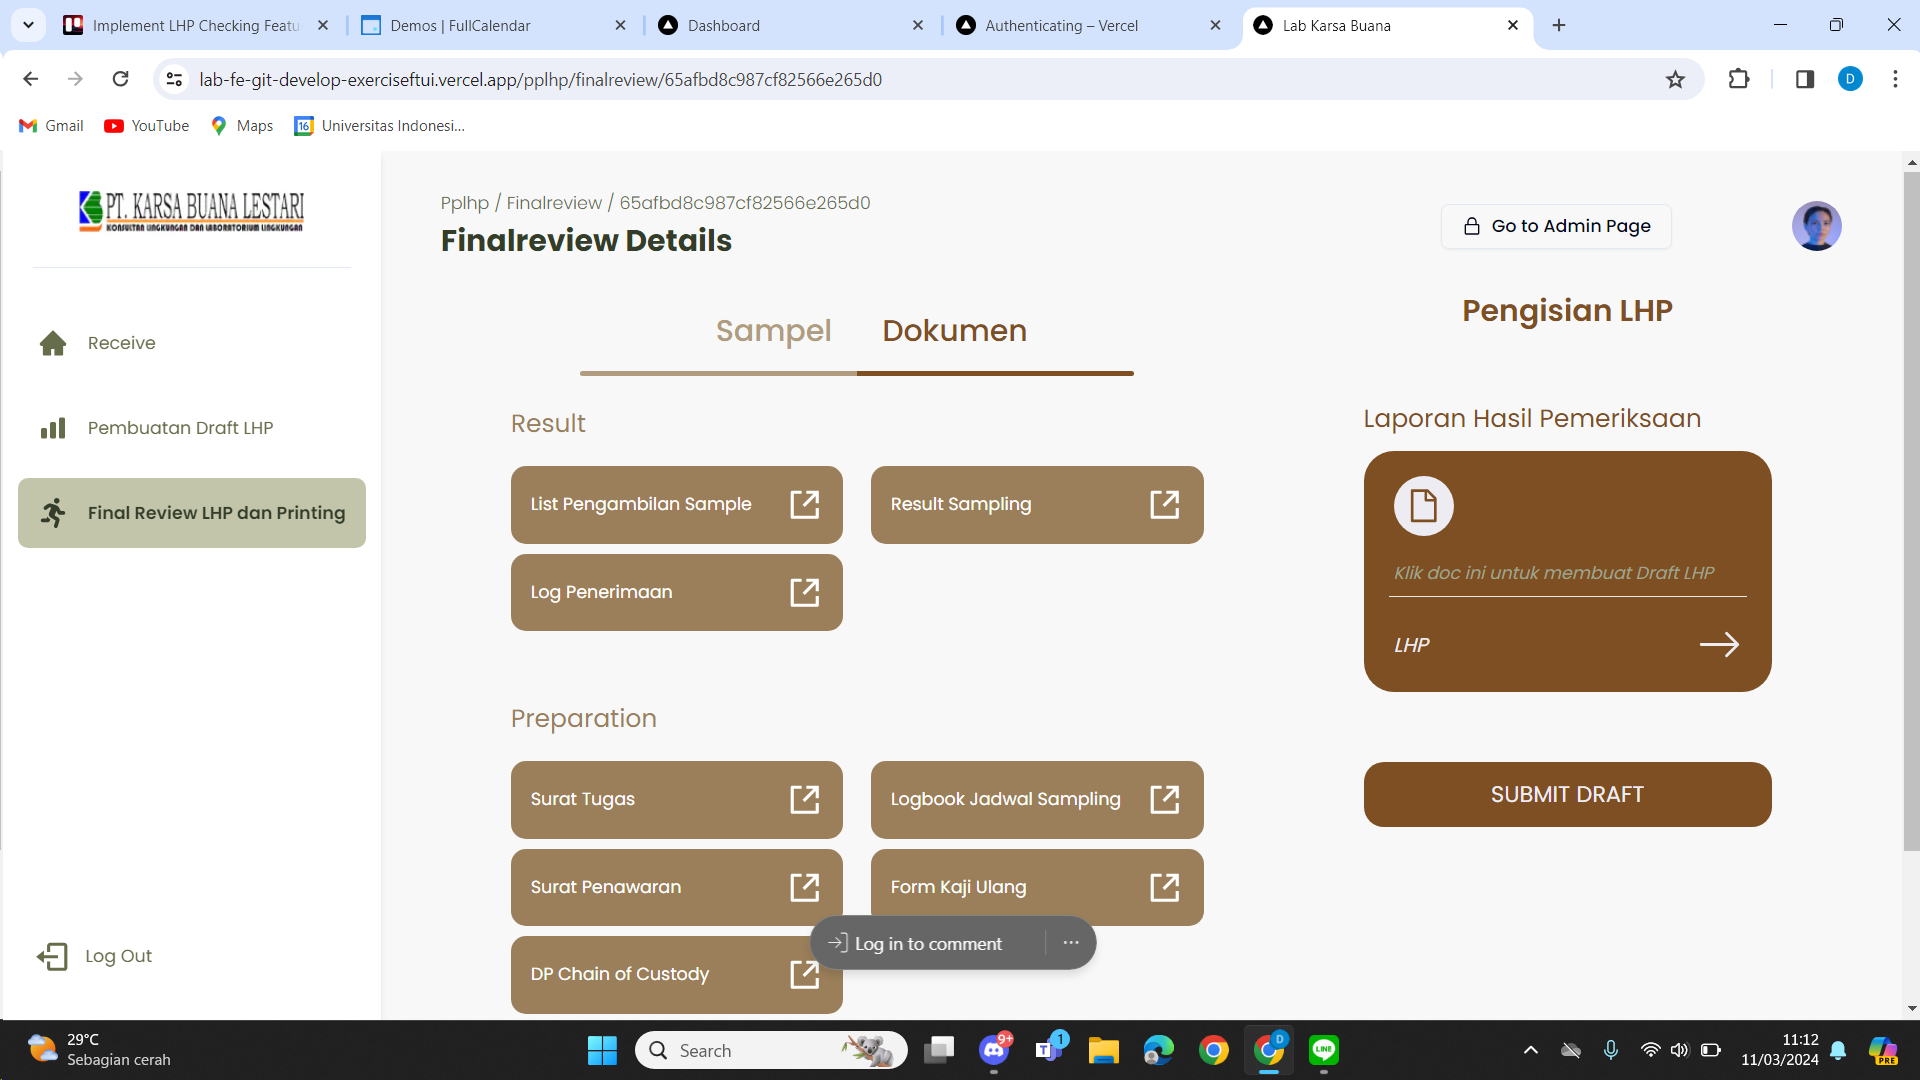 Implement LHP Checking Featu
Demos | FullCalendar
Dashboard
Authenticating – Vercel
Lab Karsa Buana
lab-fe-git-develop-exerciseftui.vercel.app/pplhp/finalreview/65afbd8c987cf82566e265d0
D
Gmail
YouTube
Maps
16
Universitas Indonesi...
PT. KARSA BUANA LESTARI
KONSULTAN LINGKUNGAN DAN LABORATORIUM LINGKUNGAN
Pplhp / Finalreview / 65afbd8c987cf82566e265d0
Finalreview Details
Go to Admin Page
Receive
Pembuatan Draft LHP
Final Review LHP dan Printing
Log Out
Sampel
Dokumen
Result
List Pengambilan Sample
Result Sampling
Log Penerimaan
Preparation
Surat Tugas
Logbook Jadwal Sampling
Surat Penawaran
Form Kaji Ulang
DP Chain of Custody
Pengisian LHP
Laporan Hasil Pemeriksaan
Klik doc ini untuk membuat Draft LHP
LHP
SUBMIT DRAFT
Log in to comment
29°C
Sebagian cerah
Search
9+
1
D
LINE
11:12
11/03/2024
PRE